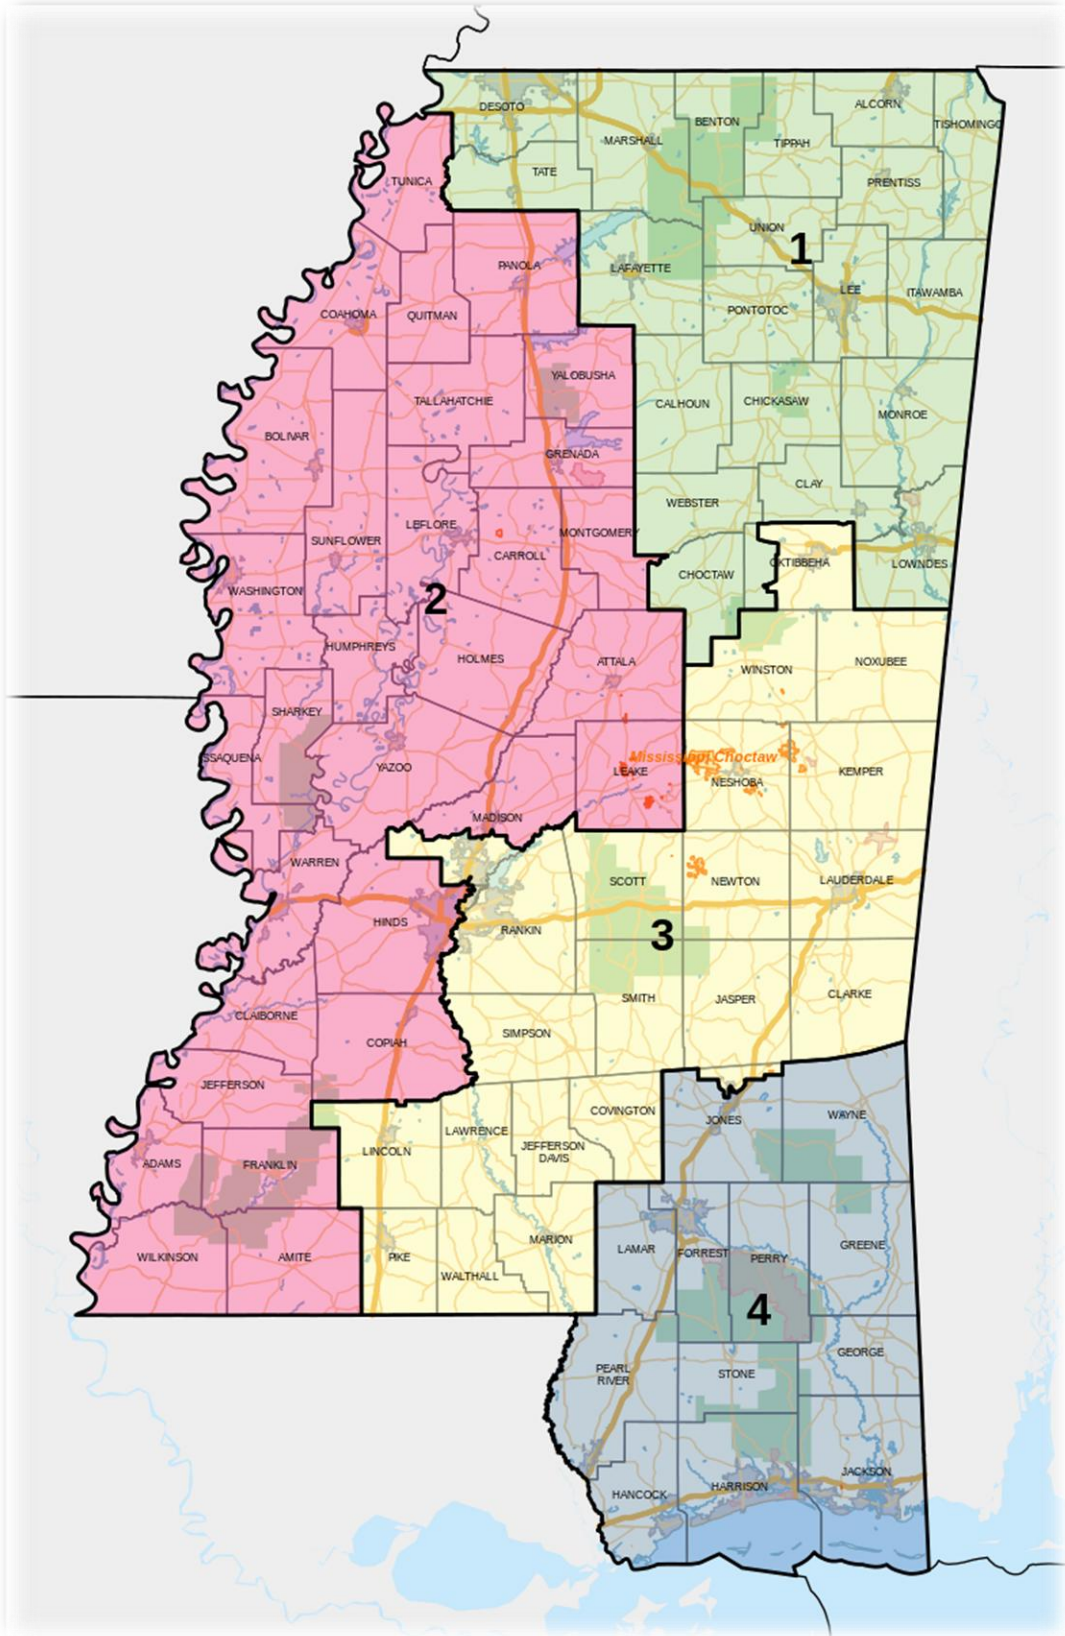 DESOTO
ALCORN
BENTON
TISHOMINGO
MARSHALL
TIPPAH
TATE
TUNICA
PRENTISS
UNION
1
PANOLA
LAFAYETTE
LEE
ITAWAMBA
COAHOMA
QUITMAN
PONTOTOC
YALOBUSHA
TALLAHATCHIE
CALHOUN
CHICKASAW
MONROE
BOLIVAR
GRENADA
CLAY
WEBSTER
LEFLORE
MONTGOMERY
SUNFLOWER
CARROLL
OKTIBBEHA
LOWNDES
CHOCTAW
WASHINGTON
2
HUMPHREYS
HOLMES
ATTALA
NOXUBEE
WINSTON
SHARKEY
SSAQUENA
Mississippi Choctaw
YAZOO
LEAKE
KEMPER
NESHOBA
MADISON
WARREN
SCOTT
NEWTON
LAUDERDALE
HINDS
RANKIN
3
SMITH
JASPER
CLARKE
CLAIBORNE
SIMPSON
COPIAH
JEFFERSON
COVINGTON
WAYNE
JONES
LAWRENCE
JEFFERSON
DAVIS
LINCOLN
ADAMS
FRANKLIN
MARION
LAMAR
FORREST
PERRY
GREENE
WILKINSON
AMITE
PIKE
WALTHALL
4
GEORGE
PEARL
RIVER
STONE
JACKSON
HARRISON
HANCOCK